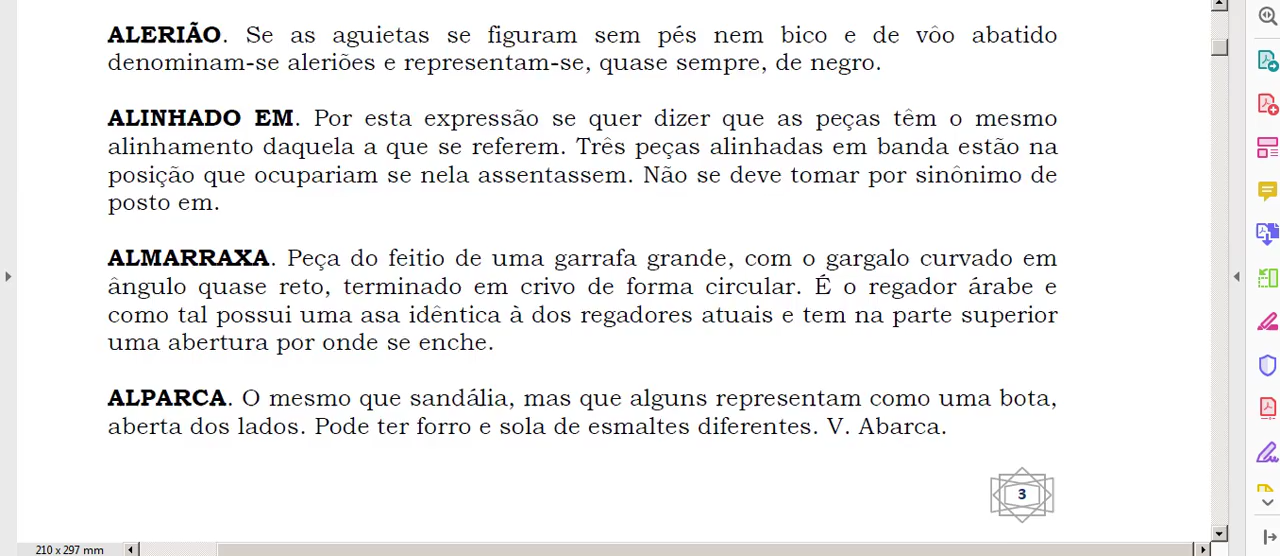 ALERIÃO. Se as aguietas se figuram sem pés nem bico e de vôo abatido
denominam-se aleriões e representam-se, quase sempre, de negro.
ALINHADO EM. Por esta expressão se quer dizer que as peças têm o mesmo
alinhamento daquela a que se referem. Três peças alinhadas em banda estão na
posição que ocupariam se nela assentassem. Não se deve tomar por sinônimo de
posto em.
ALMARRAXA. Peça do feitio de uma garrafa grande, com o gargalo curvado em
ângulo quase reto, terminado em crivo de forma circular. É o regador árabe e
como tal possui uma asa idêntica à dos regadores atuais e tem na parte superior
uma abertura por onde se enche.
ALPARCA. O mesmo que sandália, mas que alguns representam como uma bota,
aberta dos lados. Pode ter forro e sola de esmaltes diferentes. V. Abarca.
3
210 x 297 mm